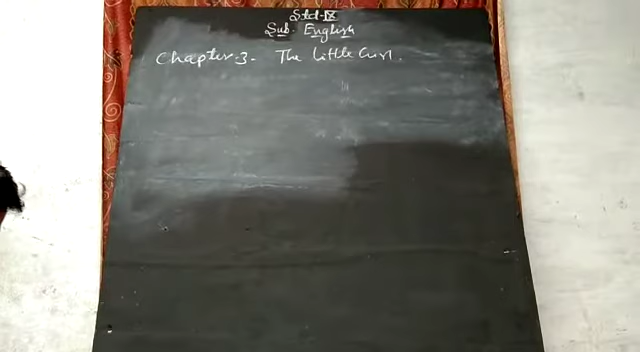 Std-IX
Sub- English
Chapter-3- The Little Girl.